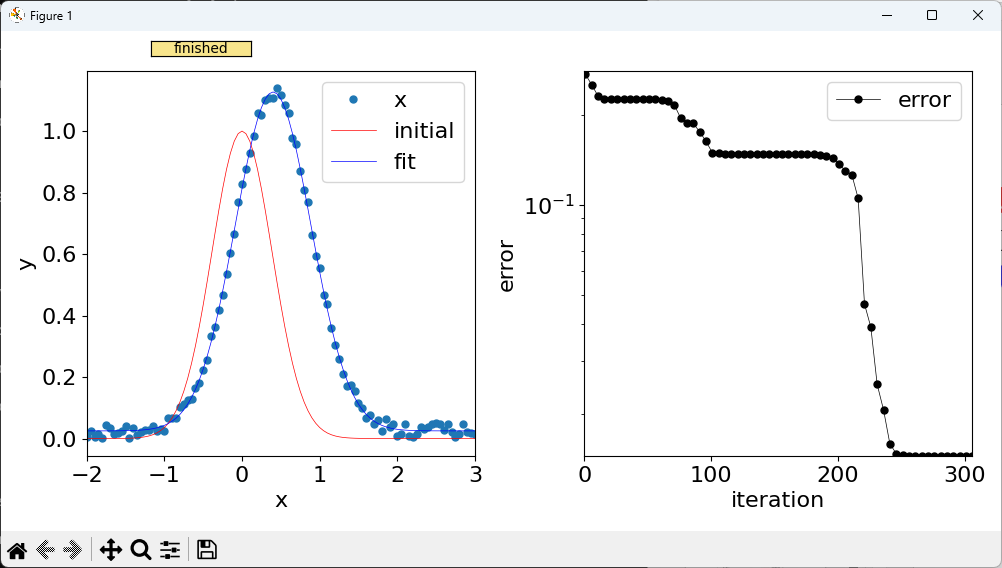 Figure 1
finished
x
initial
fit
1.0
0.8
0.6
0.4
0.2
0.0
y
−2 −1 0 1 2 3
x
error
10⁻¹
error
0 100 200 300
iteration